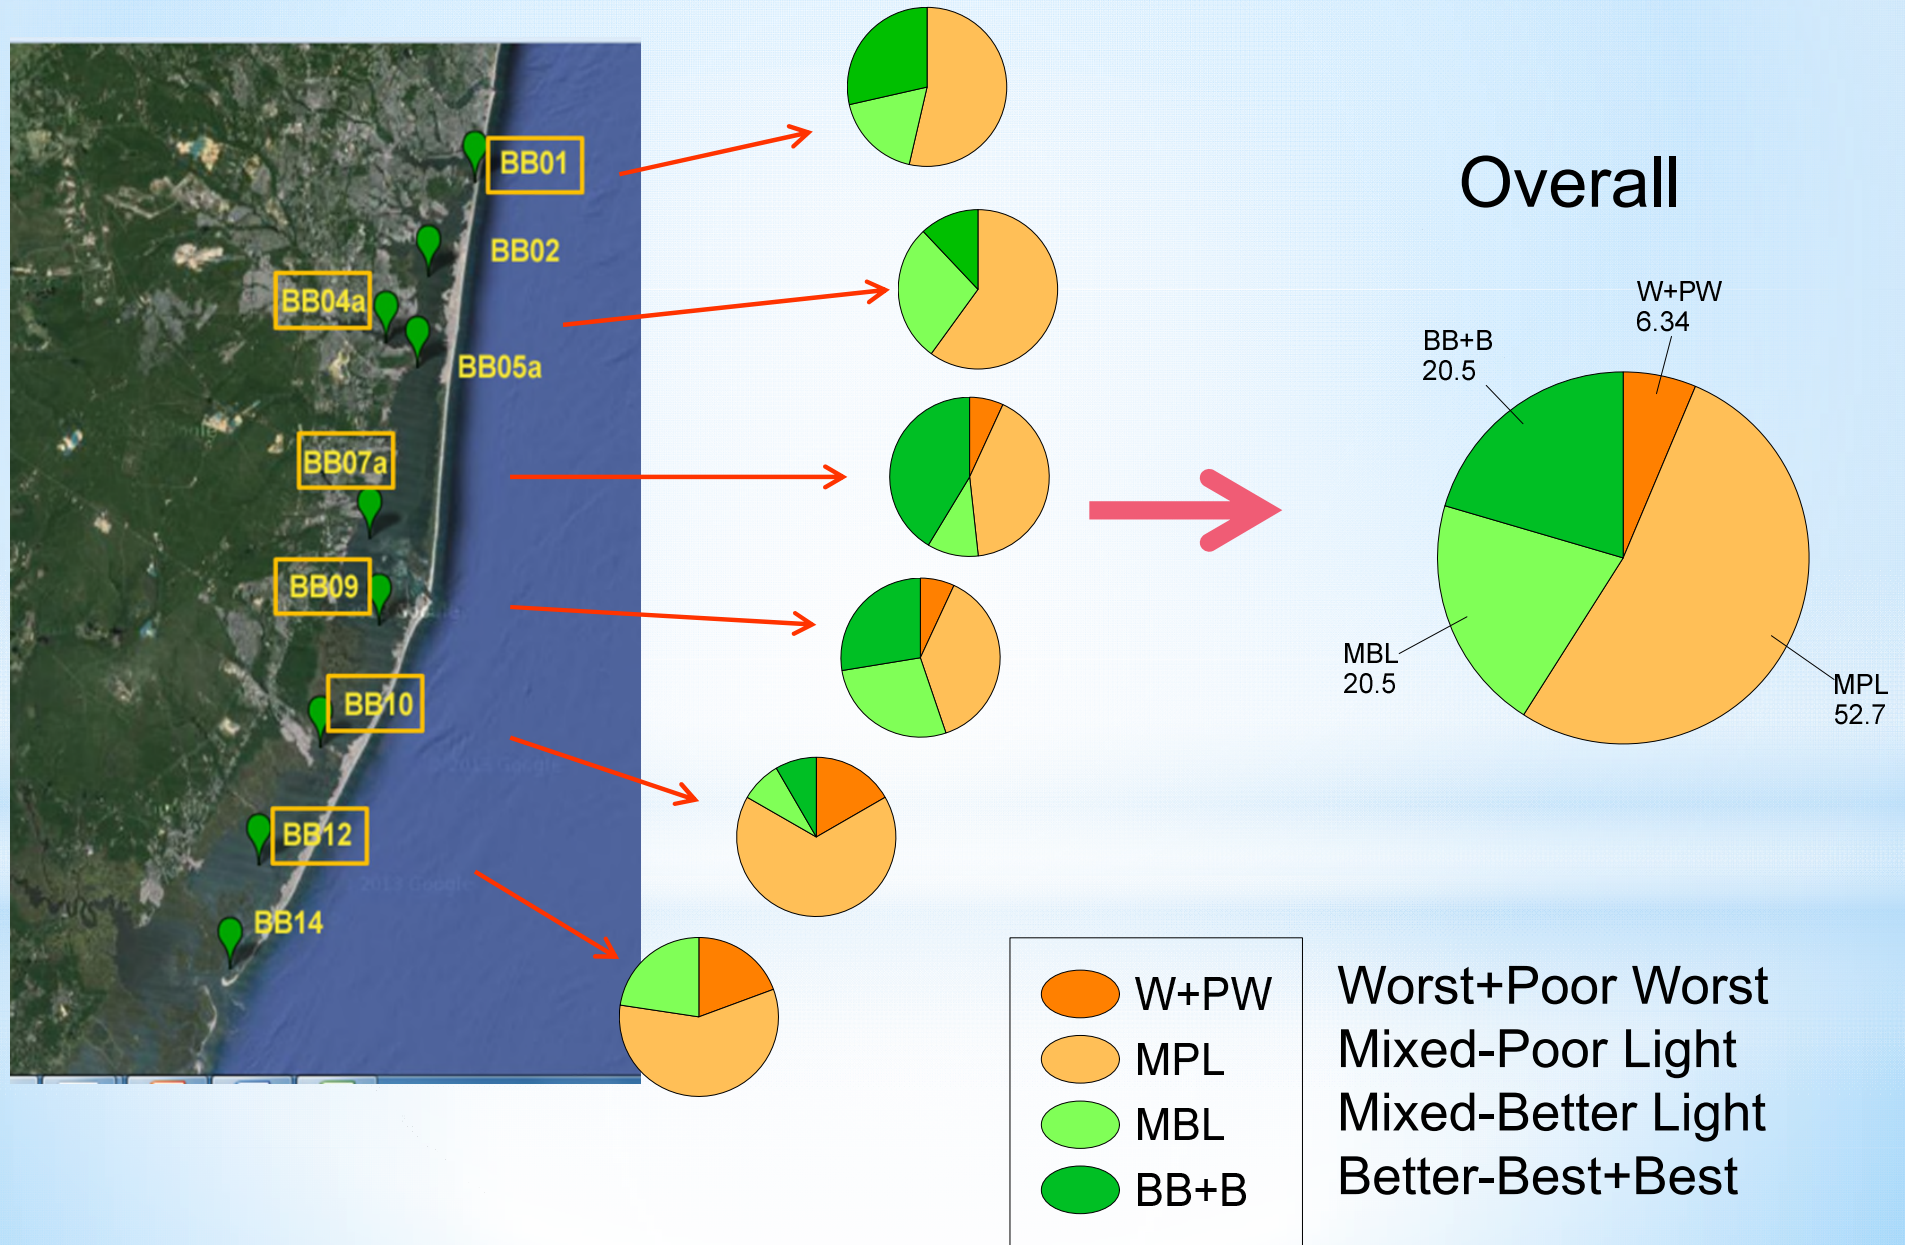 BB01
BB02
BB04a
BB05a
BB07a
BB09
BB10
BB12
2013 Google
BB14
Overall
W+PW
6.34
BB+B
20.5
MBL
20.5
MPL
52.7
W+PW
MPL
MBL
BB+B
Worst+Poor Worst
Mixed-Poor Light
Mixed-Better Light
Better-Best+Best